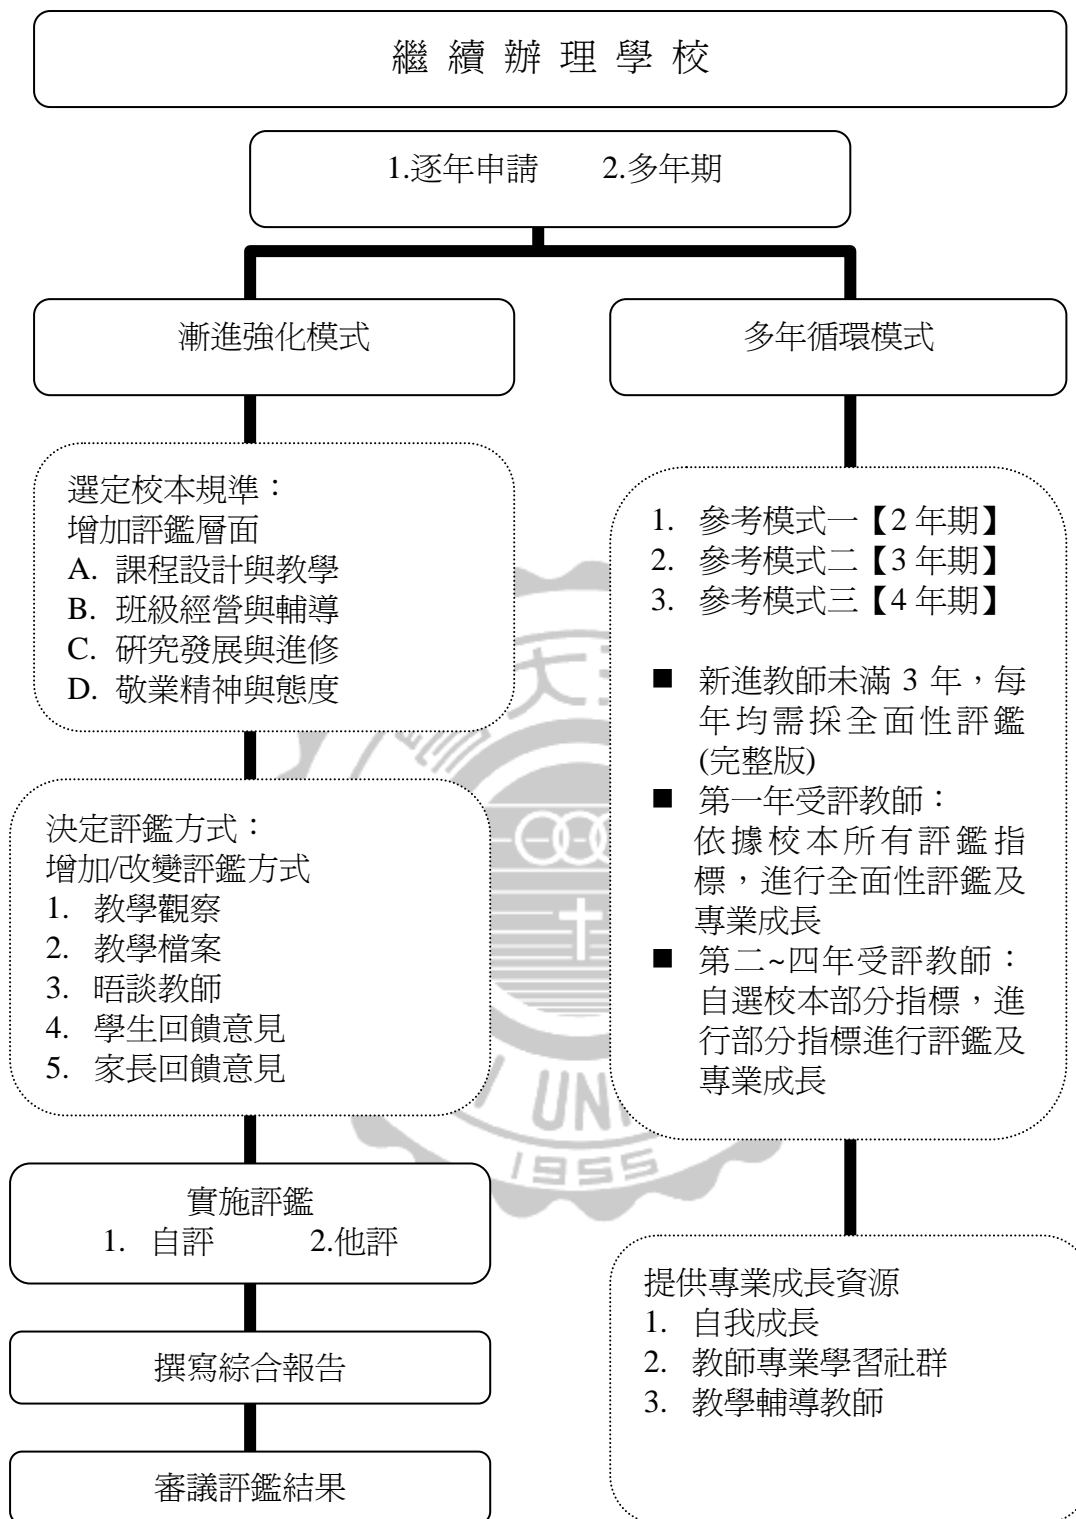 繼 續 辦 理 學 校
1.逐年申請 2.多年期
漸進強化模式
選定校本規準：
增加評鑑層面
A. 課程設計與教學
B. 班級經營與輔導
C. 研究發展與進修
D. 敬業精神與態度
決定評鑑方式：
增加/改變評鑑方式
1. 教學觀察
2. 教學檔案
3. 晤談教師
4. 學生回饋意見
5. 家長回饋意見
實施評鑑
1. 自評 2.他評
撰寫綜合報告
審議評鑑結果
多年循環模式
1. 參考模式一【2 年期】
2. 參考模式二【3 年期】
3. 參考模式三【4 年期】
■ 新進教師未滿 3 年，每
年均需採全面性評鑑
(完整版)
■ 第一年受評教師：
依據校本所有評鑑指
標，進行全面性評鑑及
專業成長
■ 第二~四年受評教師：
自選校本部分指標，進
行部分指標進行評鑑及
專業成長
提供專業成長資源
1. 自我成長
2. 教師專業學習社群
3. 教學輔導教師
1955